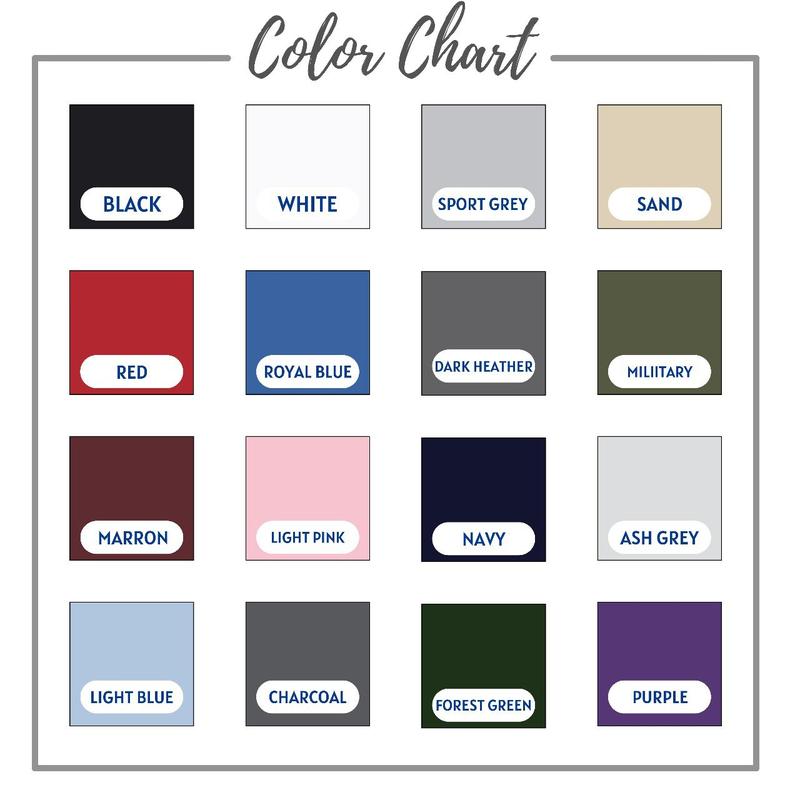 Color Chart
BLACK
WHITE
SPORT GREY
SAND
RED
ROYAL BLUE
DARK HEATHER
MILIITARY
MARRON
LIGHT PINK
NAVY
ASH GREY
LIGHT BLUE
CHARCOAL
FOREST GREEN
PURPLE